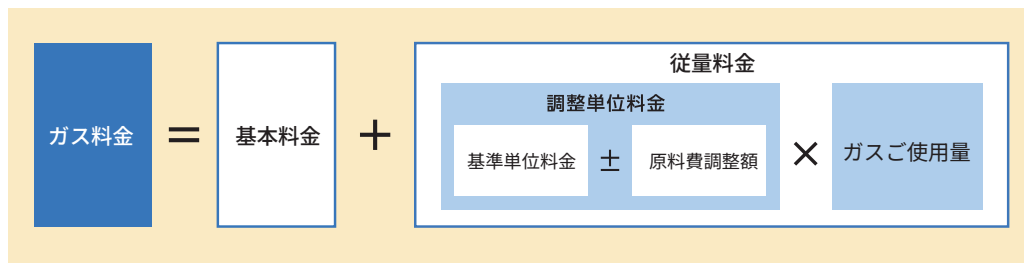 ガス料金
=
基本料金
+
従量料金
調整単位料金
基準単位料金
±
原料費調整額
×
ガスご使用量